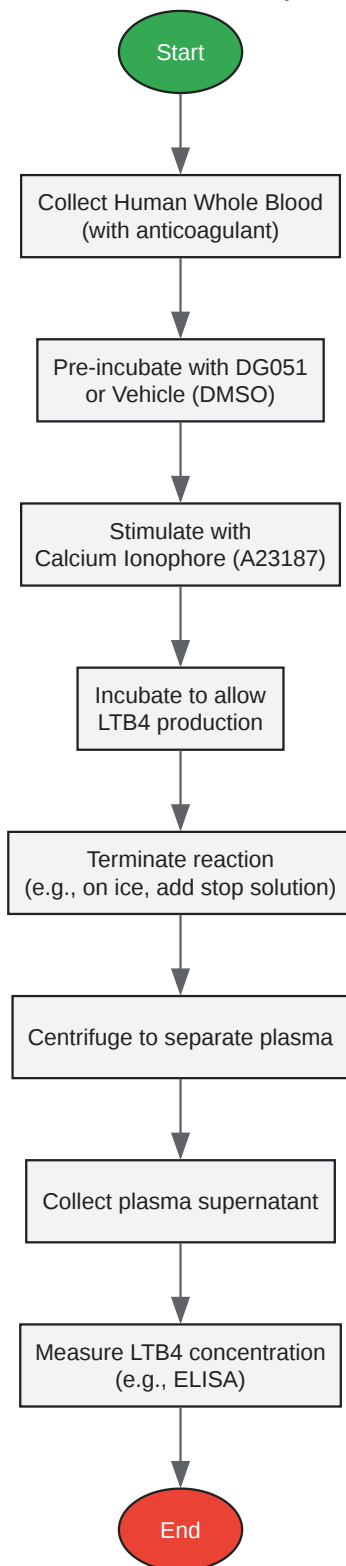 Start
Collect Human Whole Blood
(with anticoagulant)
Pre-incubate with DG051
or Vehicle (DMSO)
Stimulate with
Calcium Ionophore (A23187)
Incubate to allow
LTB4 production
Terminate reaction
(e.g., on ice, add stop solution)
Centrifuge to separate plasma
Collect plasma supernatant
Measure LTB4 concentration
(e.g., ELISA)
End